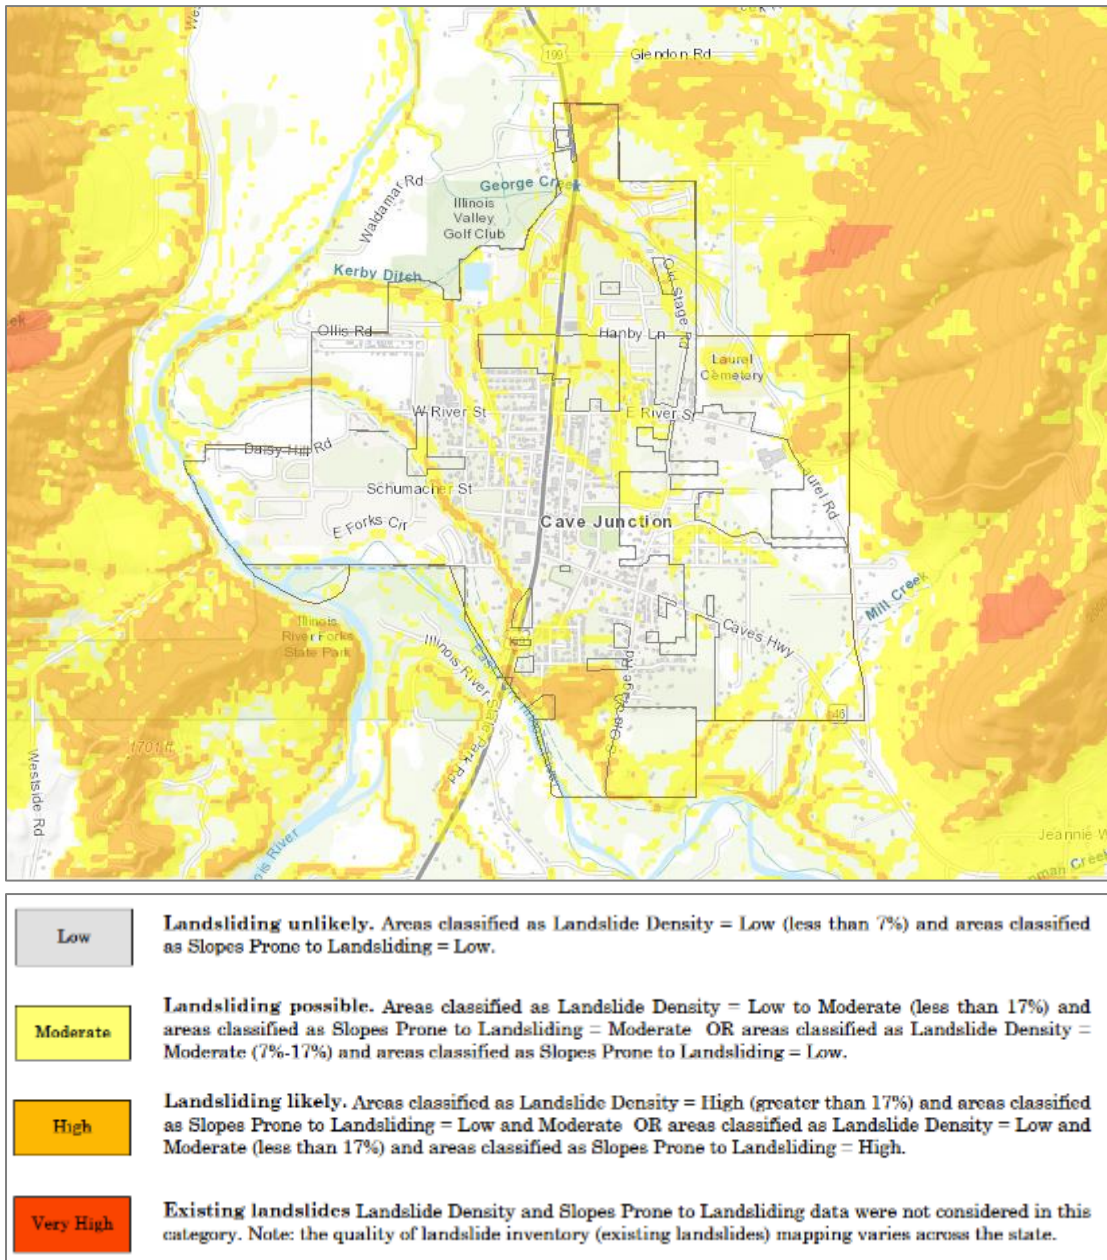 199
Glendon Rd
George Creek
Illinois
Valley
Golf Club
Waldamar Rd
Kerby Ditch
Old Stage Rd
Ollis Rd
Hanby Ln
Laurel
Cemetery
W River St
E River St
Daisy Hill Rd
Laurel Rd
Schumacher St
E Forks Cir
Cave Junction
Mill Creek
Illinois
River Forks
State Park
Caves Hwy
Illinois River State Park Rd
S Old Stage Rd
46
1701 ft
Westside Rd
River
Jeannie W
Creek
Low
Landsliding unlikely. Areas classified as Landslide Density = Low (less than 7%) and areas classified
as Slopes Prone to Landsliding = Low.
Moderate
Landsliding possible. Areas classified as Landslide Density = Low to Moderate (less than 17%) and
areas classified as Slopes Prone to Landsliding = Moderate OR areas classified as Landslide Density =
Moderate (7%-17%) and areas classified as Slopes Prone to Landsliding = Low.
High
Landsliding likely. Areas classified as Landslide Density = High (greater than 17%) and areas classified
as Slopes Prone to Landsliding = Low and Moderate OR areas classified as Landslide Density = Low and
Moderate (less than 17%) and areas classified as Slopes Prone to Landsliding = High.
Very High
Existing landslides Landslide Density and Slopes Prone to Landsliding data were not considered in this
category. Note: the quality of landslide inventory (existing landslides) mapping varies across the state.